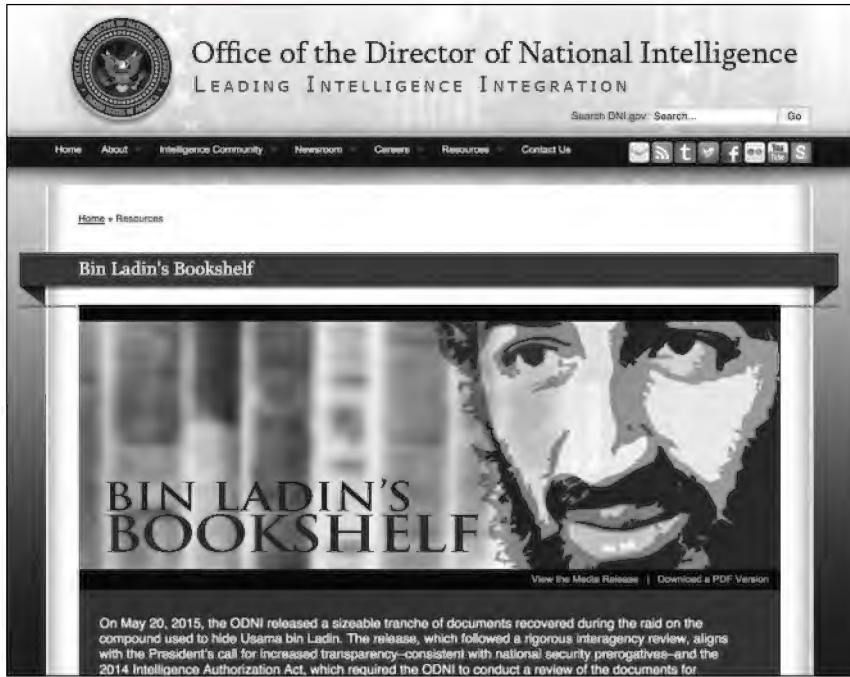 Office of the Director of National Intelligence
LEADING INTELLIGENCE INTEGRATION
Search DNI.gov: Search... Go
Home About Intelligence Community Newsroom Careers Resources Contact Us
Home » Resources
Bin Ladin's Bookshelf
BIN LADIN'S
BOOKSHELF
View the Media Release | Download a PDF Version
On May 20, 2015, the ODNI released a sizeable tranche of documents recovered during the raid on the
compound used to hide Usama bin Ladin. The release, which followed a rigorous interagency review, aligns
with the President's call for increased transparency–consistent with national security prerogatives–and the
2014 Intelligence Authorization Act, which required the ODNI to conduct a review of the documents for